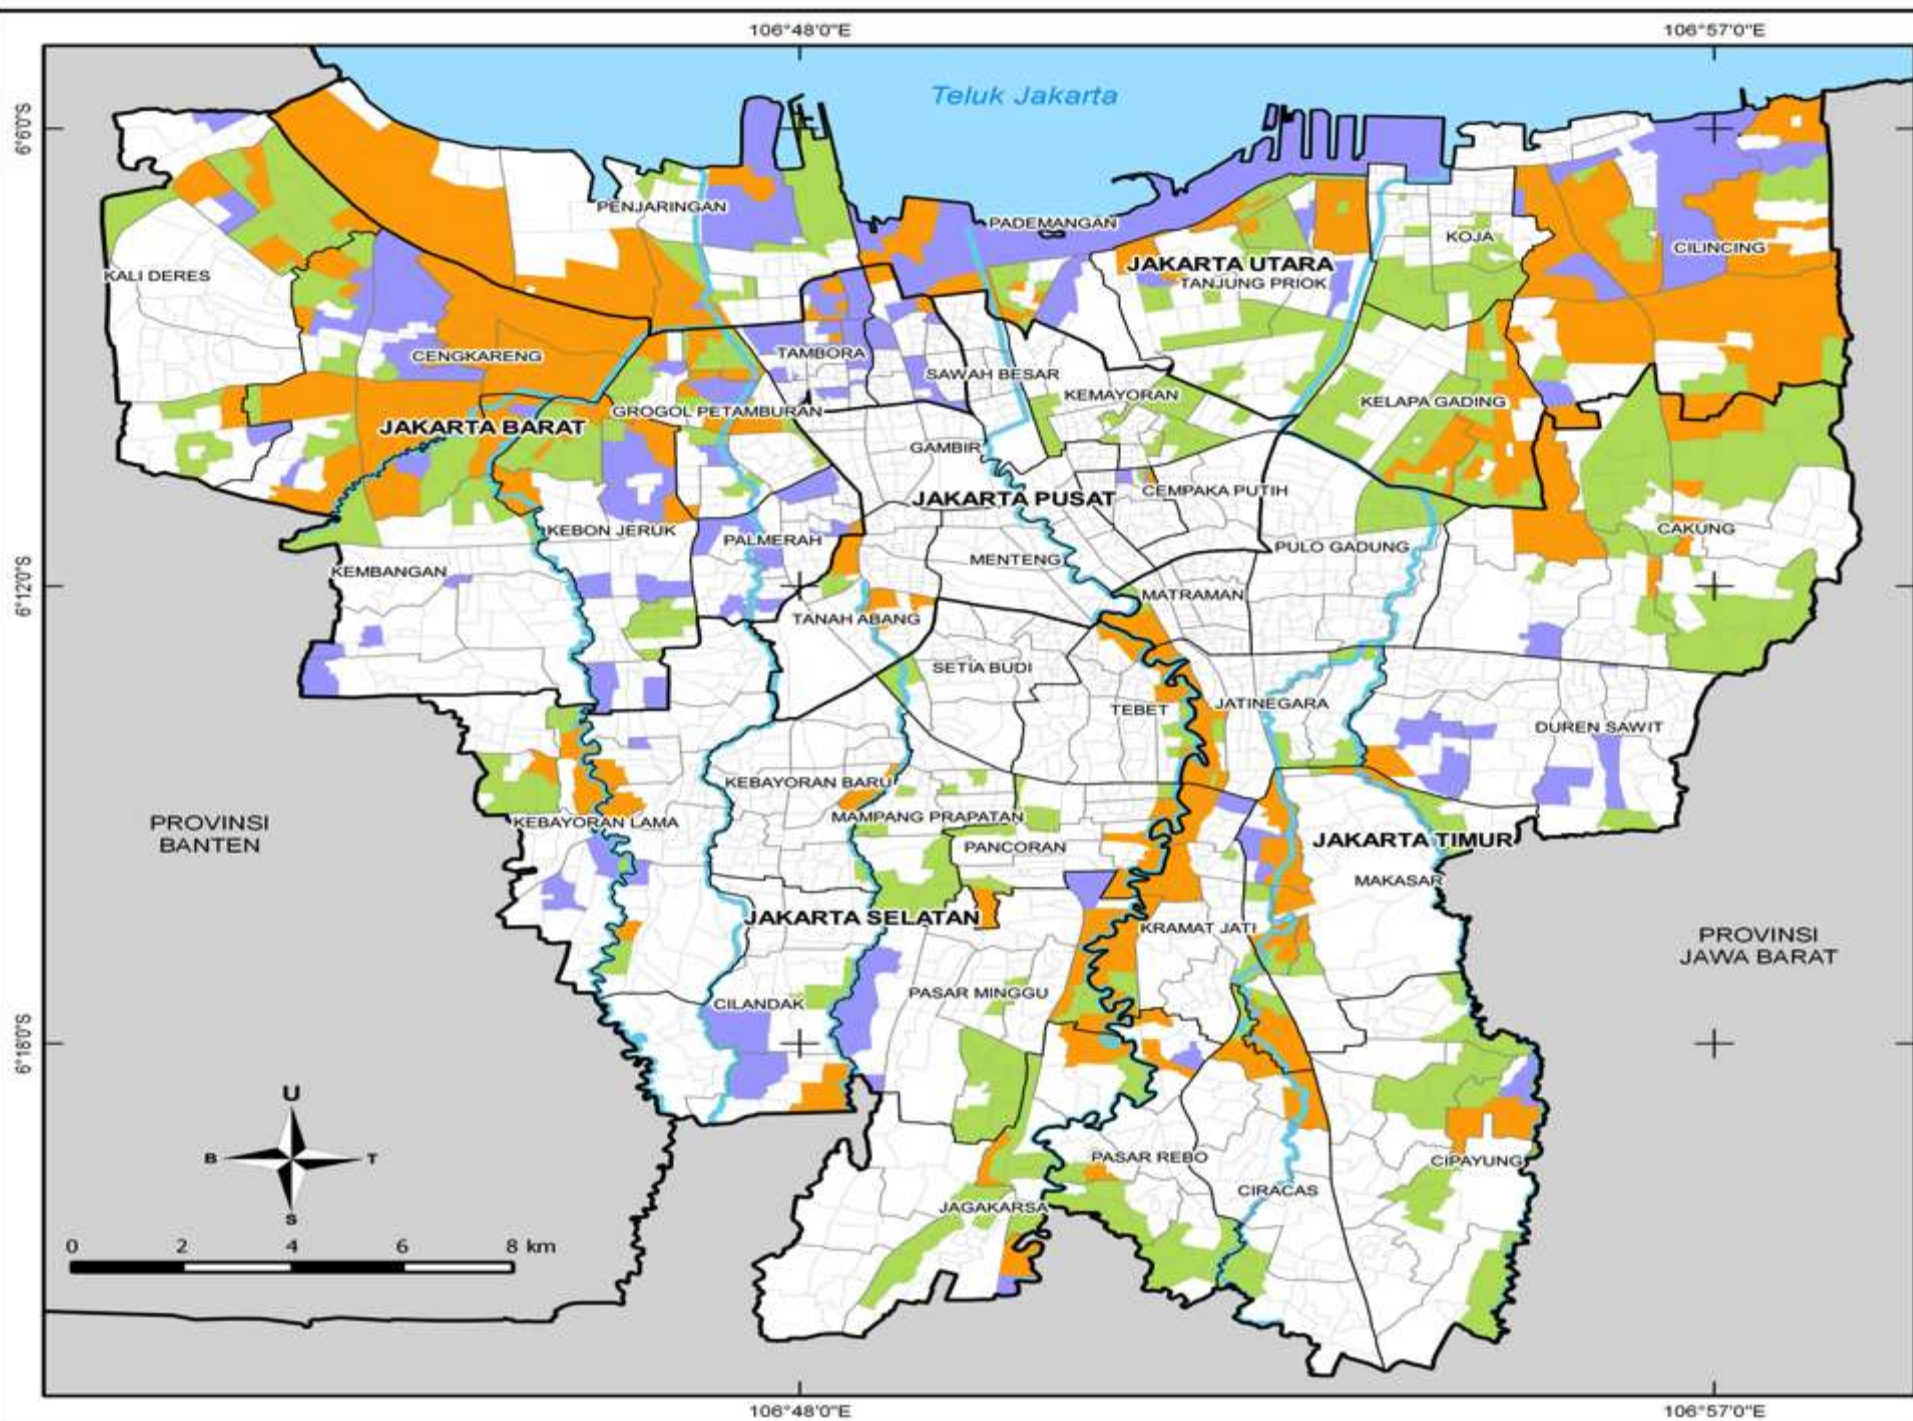 106°48'0"E
106°57'0"E
6°6'0"S
Teluk Jakarta
PENJARINGAN
PADEMANGAN
KOJA
CILINCING
JAKARTA UTARA
KALI DERES
TANJUNG PRIOK
CENGKARENG
TAMBORA
SAWAH BESAR
KEMAYORAN
KELAPA GADING
GROGOL PETAMBURAN
JAKARTA BARAT
GAMBIR
JAKARTA PUSAT
CEMPAKA PUTIH
KEBON JERUK
CAKUNG
PALMERAH
PULO GADUNG
MENTENG
KEMBANGAN
6°12'0"S
MATRAMAN
TANAH ABANG
SETIA BUDI
TEBET
JATINEGARA
DUREN SAWIT
KEBAYORAN BARU
PROVINSI
BANTEN
KEBAYORAN LAMA
MAMPANG PRAPATAN
JAKARTA TIMUR
PANCORAN
MAKASAR
JAKARTA SELATAN
KRAMAT JATI
PROVINSI
JAWA BARAT
PASAR MINGGU
CILANDAK
6°18'0"S
U
B
T
S
PASAR REBO
CIPAYUNG
CIRACAS
JAGAKARSA
0 2 4 6 8 km
106°48'0"E
106°57'0"E